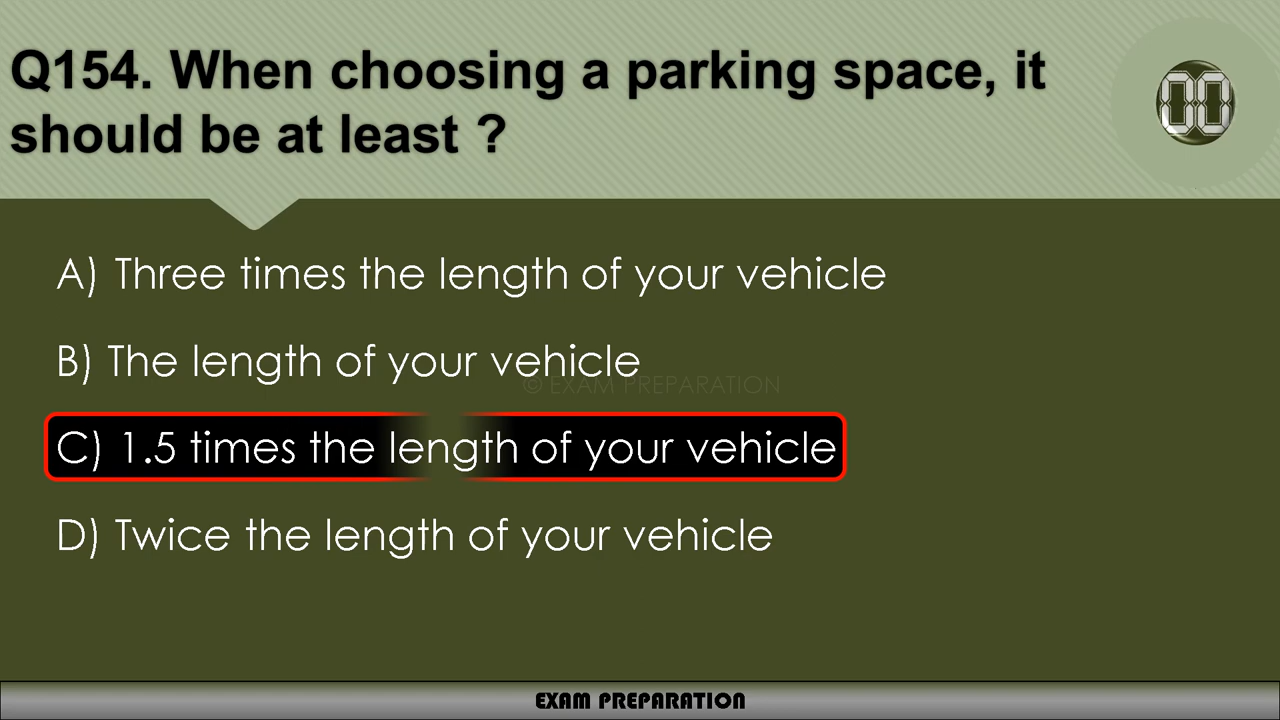 Q154. When choosing a parking space, it
should be at least ?
00
A) Three times the length of your vehicle
B) The length of your vehicle
© EXAM PREPARATION
C) 1.5 times the length of your vehicle
D) Twice the length of your vehicle
EXAM PREPARATION